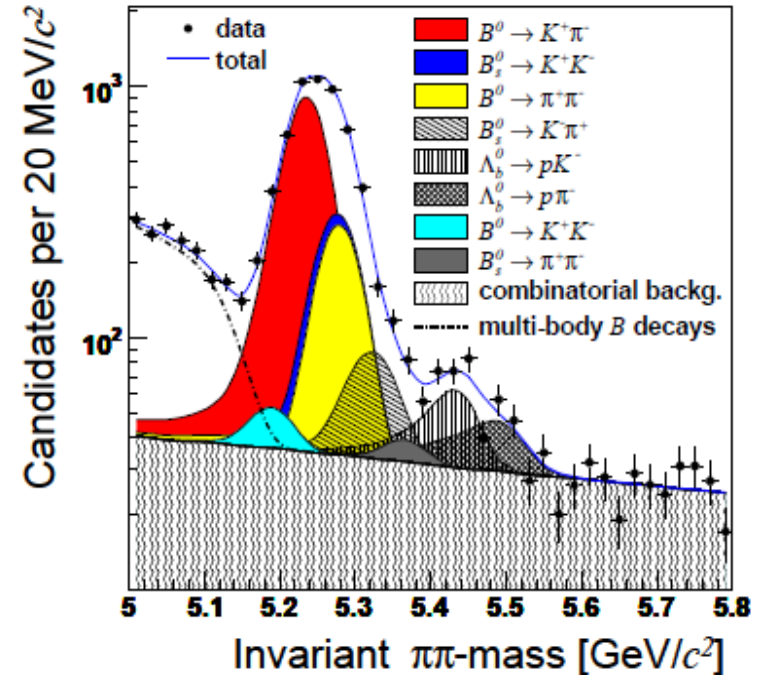 Candidates per 20 MeV/c²
10³
10²
data
total
B⁰ → K⁺π⁻
B⁰ₛ → K⁺K⁻
B⁰ → π⁺π⁻
B⁰ₛ → K⁻π⁺
Λ⁰_b → pK⁻
Λ⁰_b → pπ⁻
B⁰ → K⁺K⁻
B⁰ₛ → π⁺π⁻
combinatorial backg.
multi-body B decays
5 5.1 5.2 5.3 5.4 5.5 5.6 5.7 5.8
Invariant ππ-mass [GeV/c²]